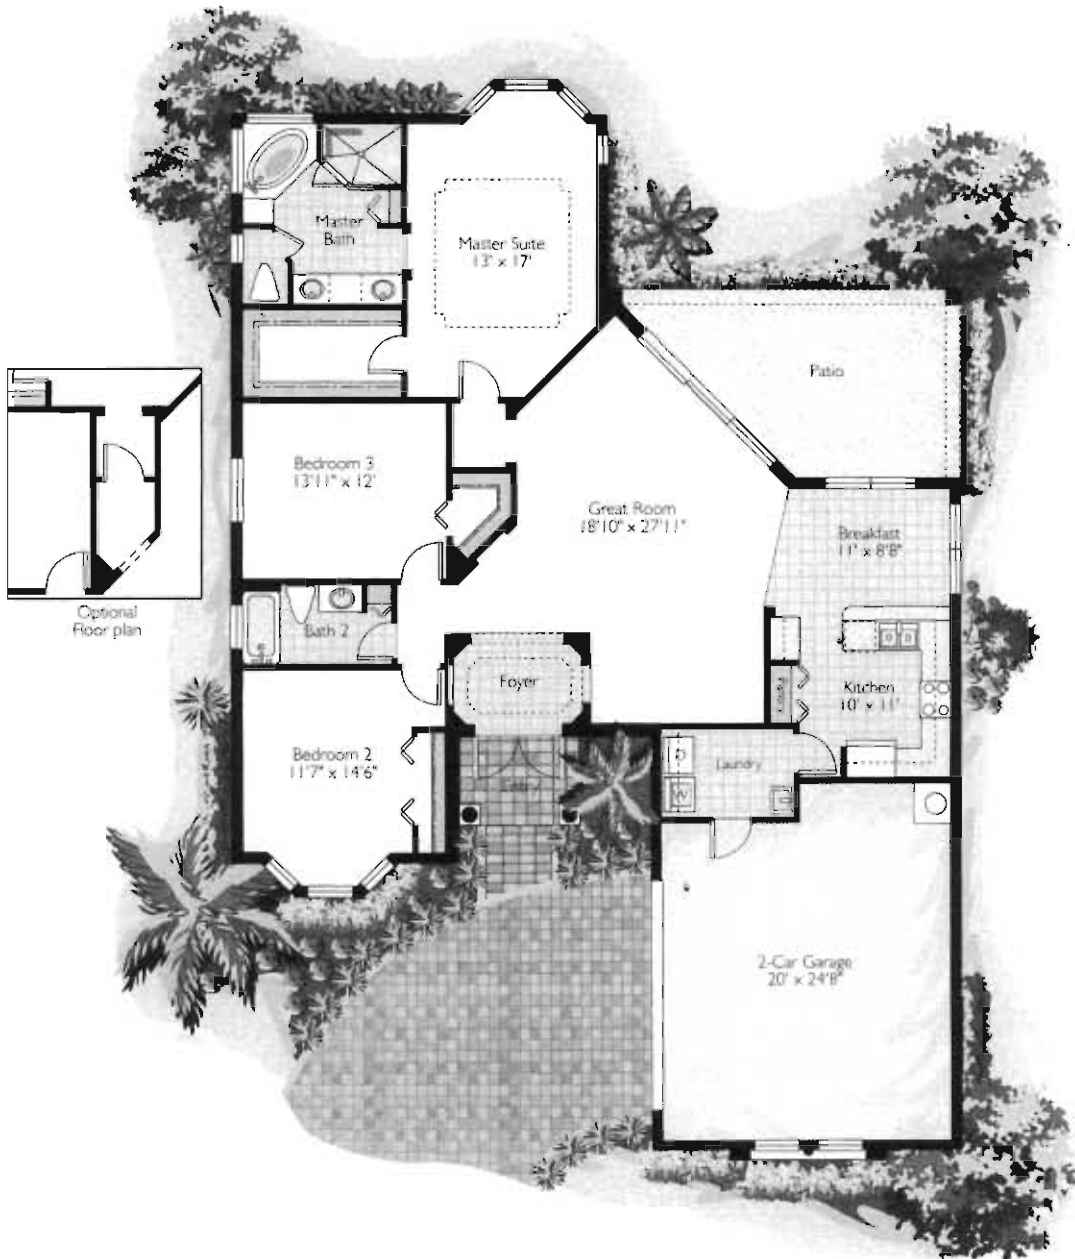 Master
Bath
Master Suite
13' x 17'
Patio
Bedroom 3
13'11" x 12'
Great Room
18'10" x 27'11"
Breakfast
11' x 8'8"
Optional
Floor plan
Bath 2
Foyer
Kitchen
10' x 11'
Bedroom 2
11'7" x 14'6"
Laundry
D
W
Entry
2-Car Garage
20' x 24'8"